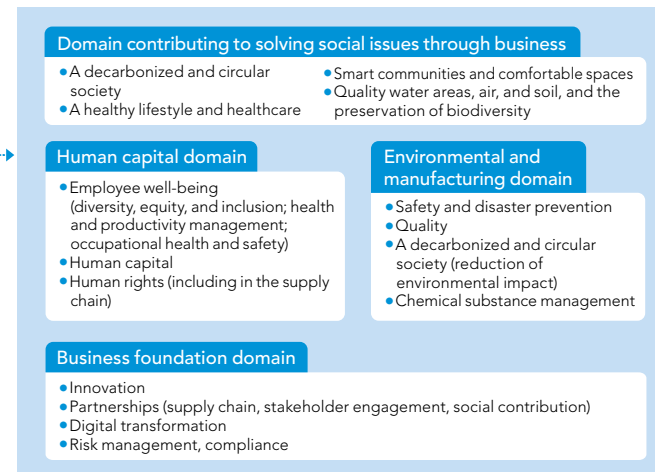 Domain contributing to solving social issues through business
●A decarbonized and circular
society
●A healthy lifestyle and healthcare
●Smart communities and comfortable spaces
●Quality water areas, air, and soil, and the
preservation of biodiversity
Human capital domain
●Employee well-being
(diversity, equity, and inclusion; health
and productivity management;
occupational health and safety)
●Human capital
●Human rights (including in the supply
chain)
Environmental and
manufacturing domain
●Safety and disaster prevention
●Quality
●A decarbonized and circular
society (reduction of
environmental impact)
●Chemical substance management
Business foundation domain
●Innovation
●Partnerships (supply chain, stakeholder engagement, social contribution)
●Digital transformation
●Risk management, compliance